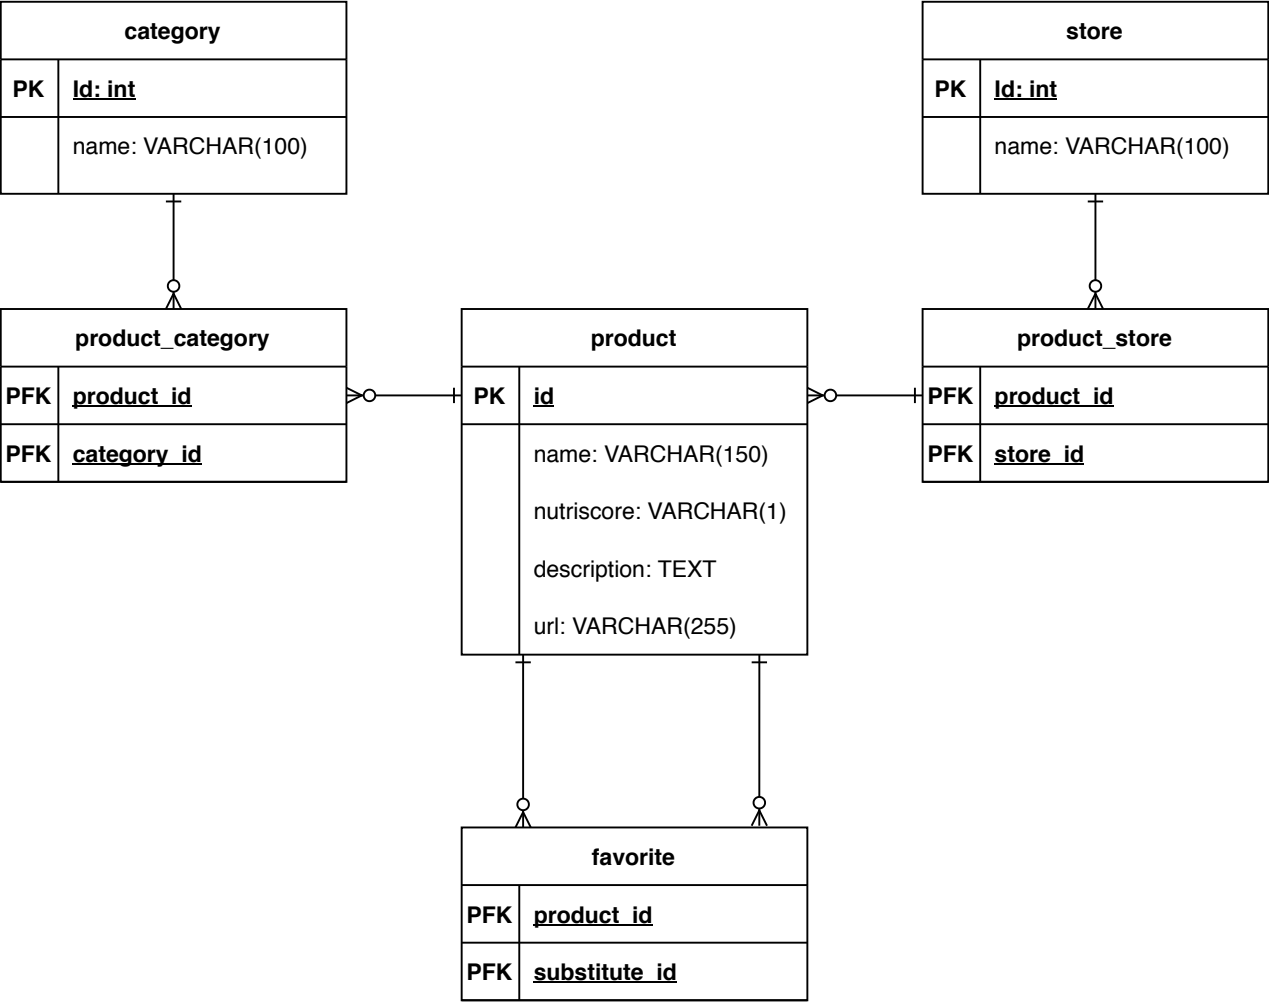 category
PK Id: int
name: VARCHAR(100)
store
PK Id: int
name: VARCHAR(100)
product_category
PFK product_id
PFK category_id
product
PK id
name: VARCHAR(150)
nutriscore: VARCHAR(1)
description: TEXT
url: VARCHAR(255)
product_store
PFK product_id
PFK store_id
favorite
PFK product_id
PFK substitute_id